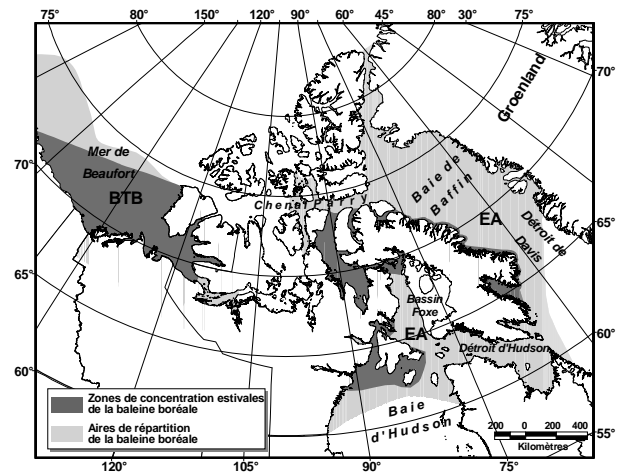 75° 80° 150° 120° 90° 60° 45° 80° 30° 75°
70°
Groenland
Mer de
Beaufort
BTB
70°
Chenal Parry
Baie de
Baffin
EA
Détroit de
Davis
65°
65°
Bassin
Foxe
EA
Détroit d'Hudson
60°
60°
Baie
d'Hudson
55°
Zones de concentration estivales
de la baleine boréale
Aires de répartition
de la baleine boréale
200 0 200 400
Kilomètres
120° 105° 90° 75°